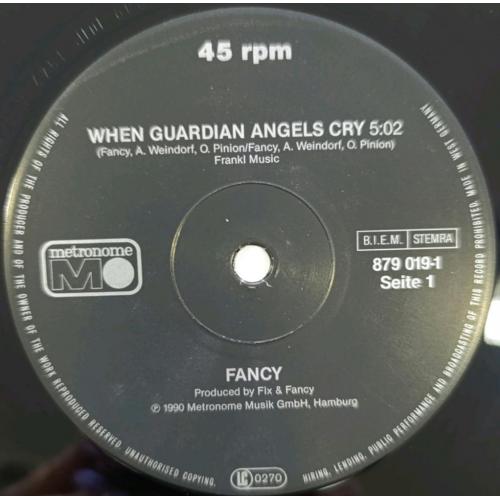 45 rpm
WHEN GUARDIAN ANGELS CRY 5:02
(Fancy, A. Weindorf, O. Pinion/Fancy, A. Weindorf, O. Pinion)
Frankl Music
metronome
M
B.I.E.M. STEMRA
879 019-1
Seite 1
FANCY
Produced by Fix & Fancy
℗ 1990 Metronome Musik GmbH, Hamburg
LC 0270
ALL RIGHTS OF THE PRODUCER AND OF THE OWNER OF THE WORK REPRODUCED RESERVED. UNAUTHORISED COPYING, HIRING, LENDING, PUBLIC PERFORMANCE AND BROADCASTING OF THIS RECORD PROHIBITED. MADE IN WEST GERMANY